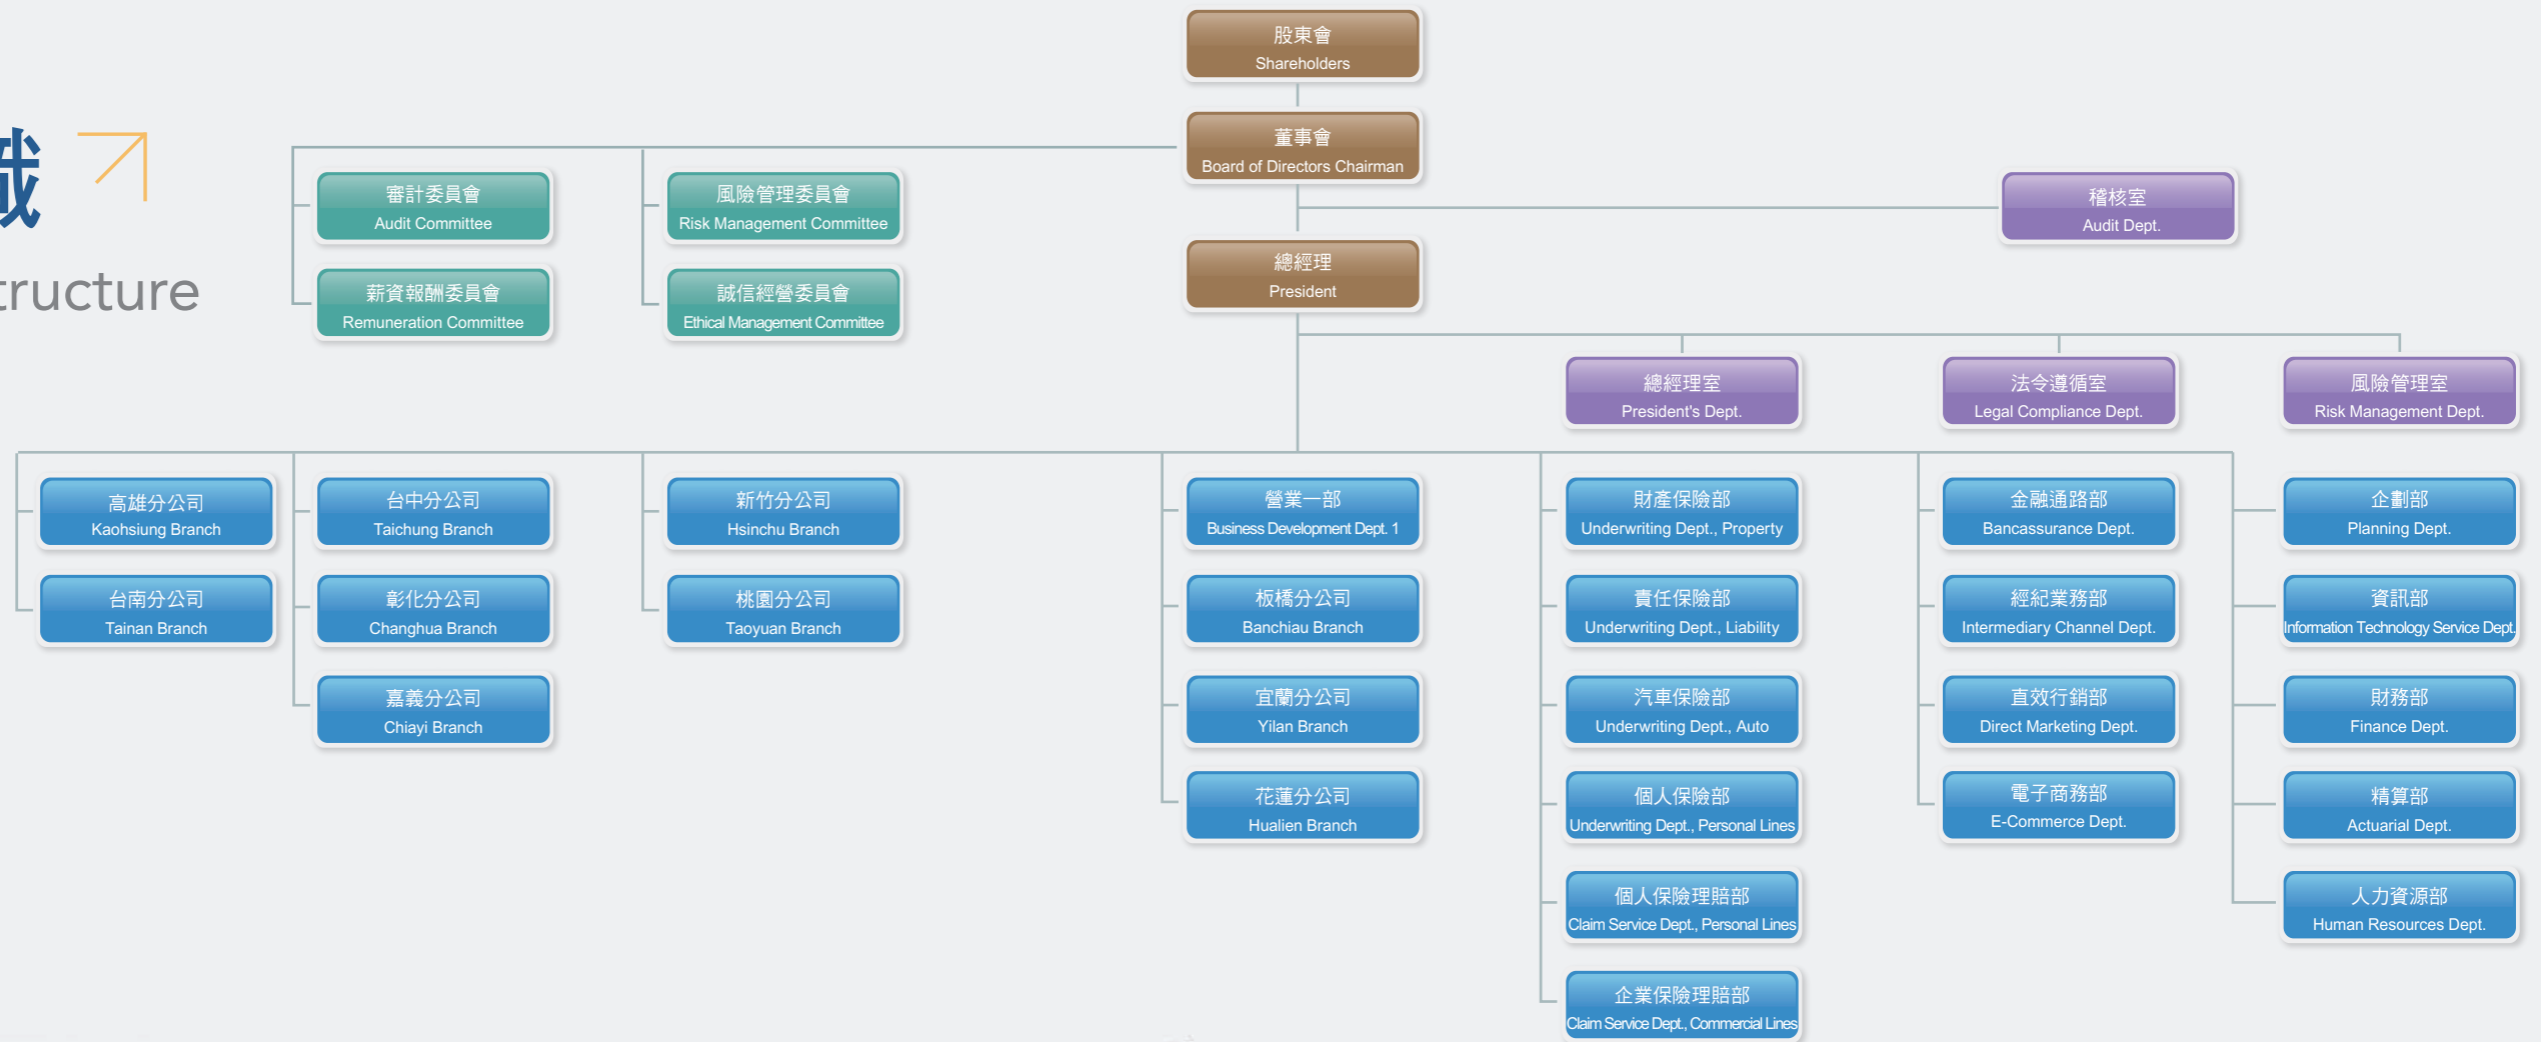 股東會
Shareholders
董事會
Board of Directors Chairman
審計委員會
Audit Committee
風險管理委員會
Risk Management Committee
稽核室
Audit Dept.
總經理
President
薪資報酬委員會
Remuneration Committee
誠信經營委員會
Ethical Management Committee
總經理室
President's Dept.
法令遵循室
Legal Compliance Dept.
風險管理室
Risk Management Dept.
高雄分公司
Kaohsiung Branch
台南分公司
Tainan Branch
台中分公司
Taichung Branch
彰化分公司
Changhua Branch
嘉義分公司
Chiayi Branch
新竹分公司
Hsinchu Branch
桃園分公司
Taoyuan Branch
營業一部
Business Development Dept. 1
板橋分公司
Banchiau Branch
宜蘭分公司
Yilan Branch
花蓮分公司
Hualien Branch
財產保險部
Underwriting Dept., Property
責任保險部
Underwriting Dept., Liability
汽車保險部
Underwriting Dept., Auto
個人保險部
Underwriting Dept., Personal Lines
個人保險理賠部
Claim Service Dept., Personal Lines
企業保險理賠部
Claim Service Dept., Commercial Lines
金融通路部
Bancassurance Dept.
經紀業務部
Intermediary Channel Dept.
直效行銷部
Direct Marketing Dept.
電子商務部
E-Commerce Dept.
企劃部
Planning Dept.
資訊部
Information Technology Service Dept.
財務部
Finance Dept.
精算部
Actuarial Dept.
人力資源部
Human Resources Dept.